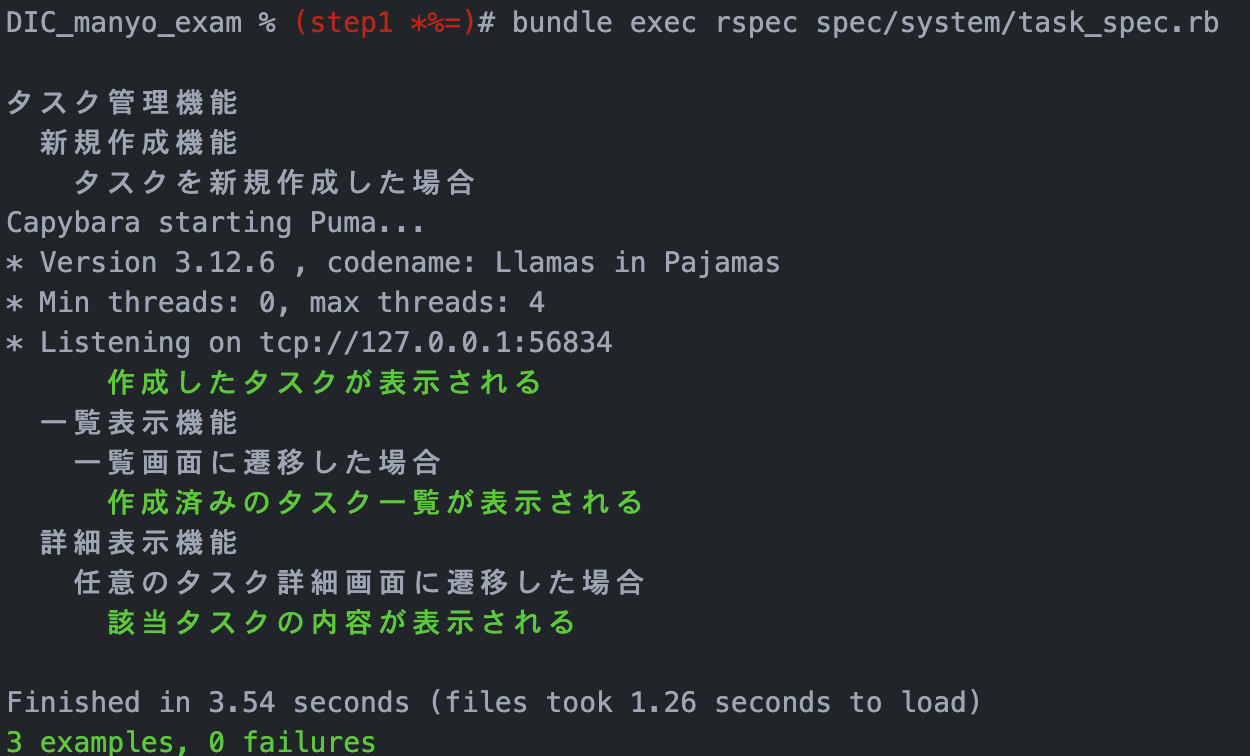 DIC_manyo_exam % (step1 *%=)# bundle exec rspec spec/system/task_spec.rb
タスク管理機能
新規作成機能
タスクを新規作成した場合
Capybara starting Puma...
* Version 3.12.6 , codename: Llamas in Pajamas
* Min threads: 0, max threads: 4
* Listening on tcp://127.0.0.1:56834
作成したタスクが表示される
一覧表示機能
一覧画面に遷移した場合
作成済みのタスク一覧が表示される
詳細表示機能
任意のタスク詳細画面に遷移した場合
該当タスクの内容が表示される
Finished in 3.54 seconds (files took 1.26 seconds to load)
3 examples, 0 failures